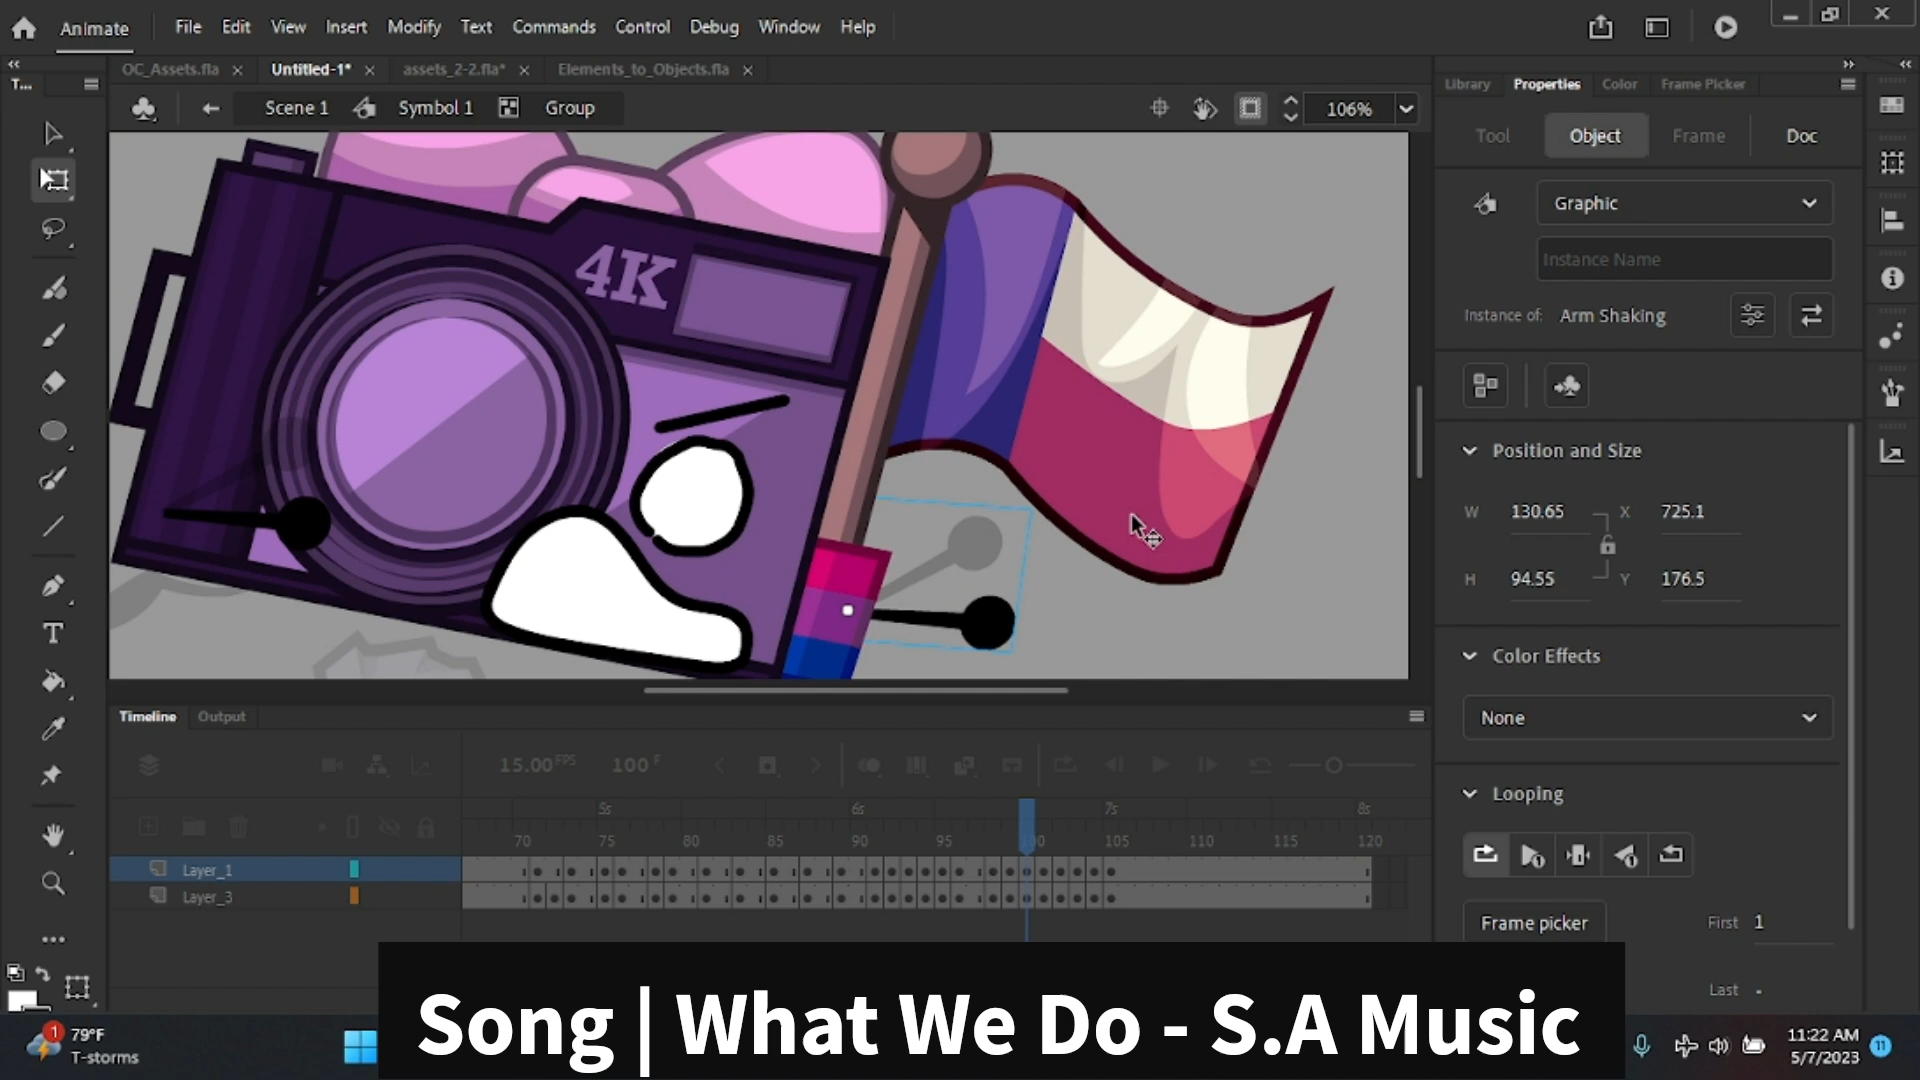 Animate File Edit View Insert Modify Text Commands Control Debug Window Help
OC_Assets.fla Untitled-1* assets_2-2.fla* Elements_to_Objects.fla
T...
Scene 1 Symbol 1 Group 106%
Library Properties Color Frame Picker
Tool Object Frame Doc
Graphic
Instance Name
Instance of: Arm Shaking
4K
Position and Size
W 130.65 X 725.1
H 94.55 Y 176.5
Color Effects
None
Looping
Frame picker First 1
Last -
Timeline Output
15.00 FPS 100 F
5s 6s 7s 8s
70 75 80 85 90 95 100 105 110 115 120
Layer_1
Layer_3
Song | What We Do - S.A Music
1
79°F
T-storms
11:22 AM
5/7/2023
11